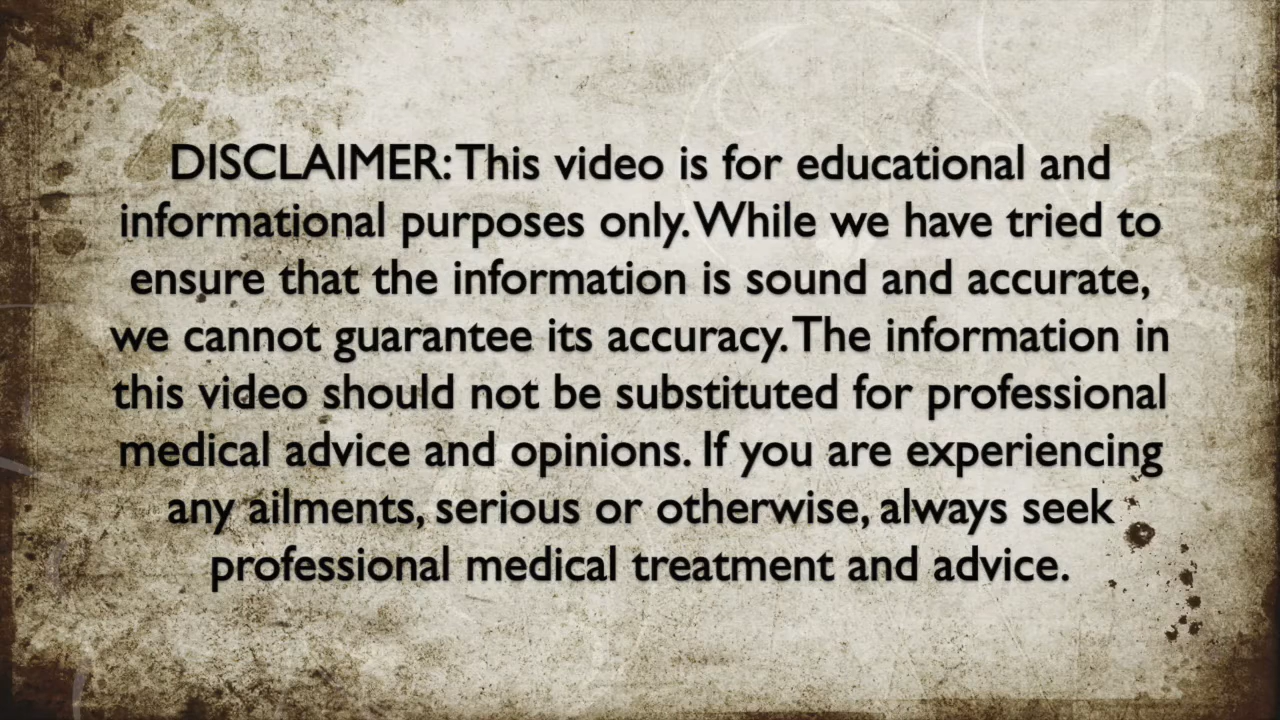 DISCLAIMER: This video is for educational and
informational purposes only. While we have tried to
ensure that the information is sound and accurate,
we cannot guarantee its accuracy. The information in
this video should not be substituted for professional
medical advice and opinions. If you are experiencing
any ailments, serious or otherwise, always seek
professional medical treatment and advice.